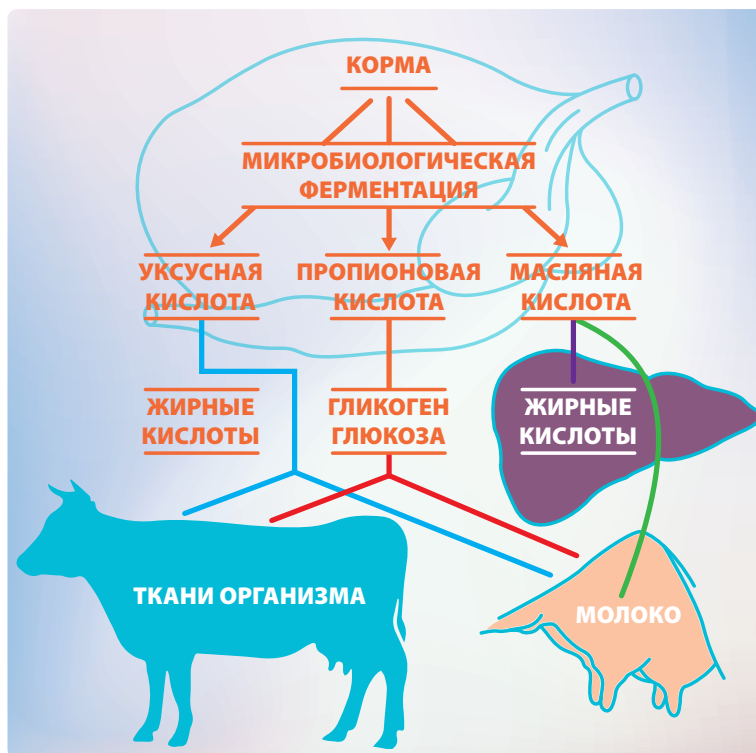 КОРМА
МИКРОБИОЛОГИЧЕСКАЯ
ФЕРМЕНТАЦИЯ
УКСУСНАЯ
КИСЛОТА
ПРОПИОНОВАЯ
КИСЛОТА
МАСЛЯНАЯ
КИСЛОТА
ЖИРНЫЕ
КИСЛОТЫ
ГЛИКОГЕН
ГЛЮКОЗА
ЖИРНЫЕ
КИСЛОТЫ
ТКАНИ ОРГАНИЗМА
МОЛОКО